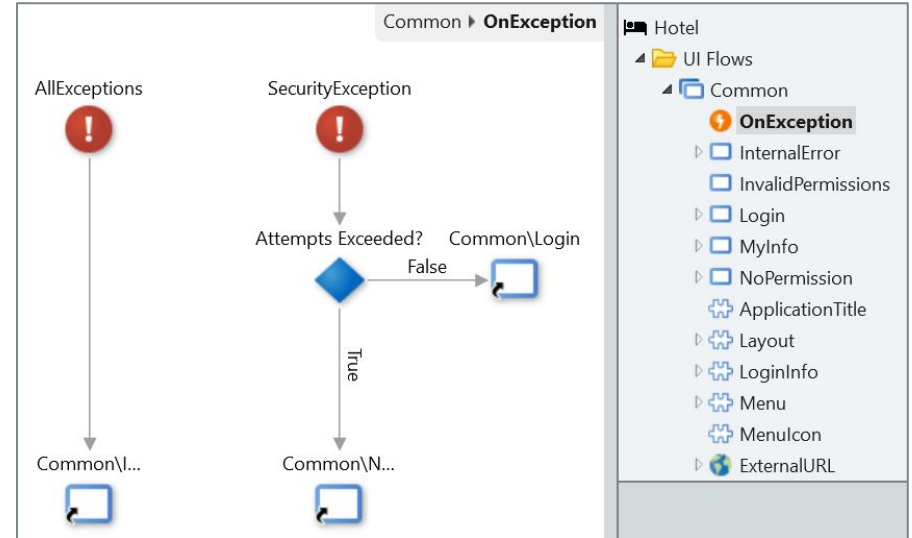 Common ▸ OnException
AllExceptions
SecurityException
Attempts Exceeded?
Common\Login
False
True
Common\I...
Common\N...
Hotel
UI Flows
Common
OnException
InternalError
InvalidPermissions
Login
MyInfo
NoPermission
ApplicationTitle
Layout
LoginInfo
Menu
MenuIcon
ExternalURL